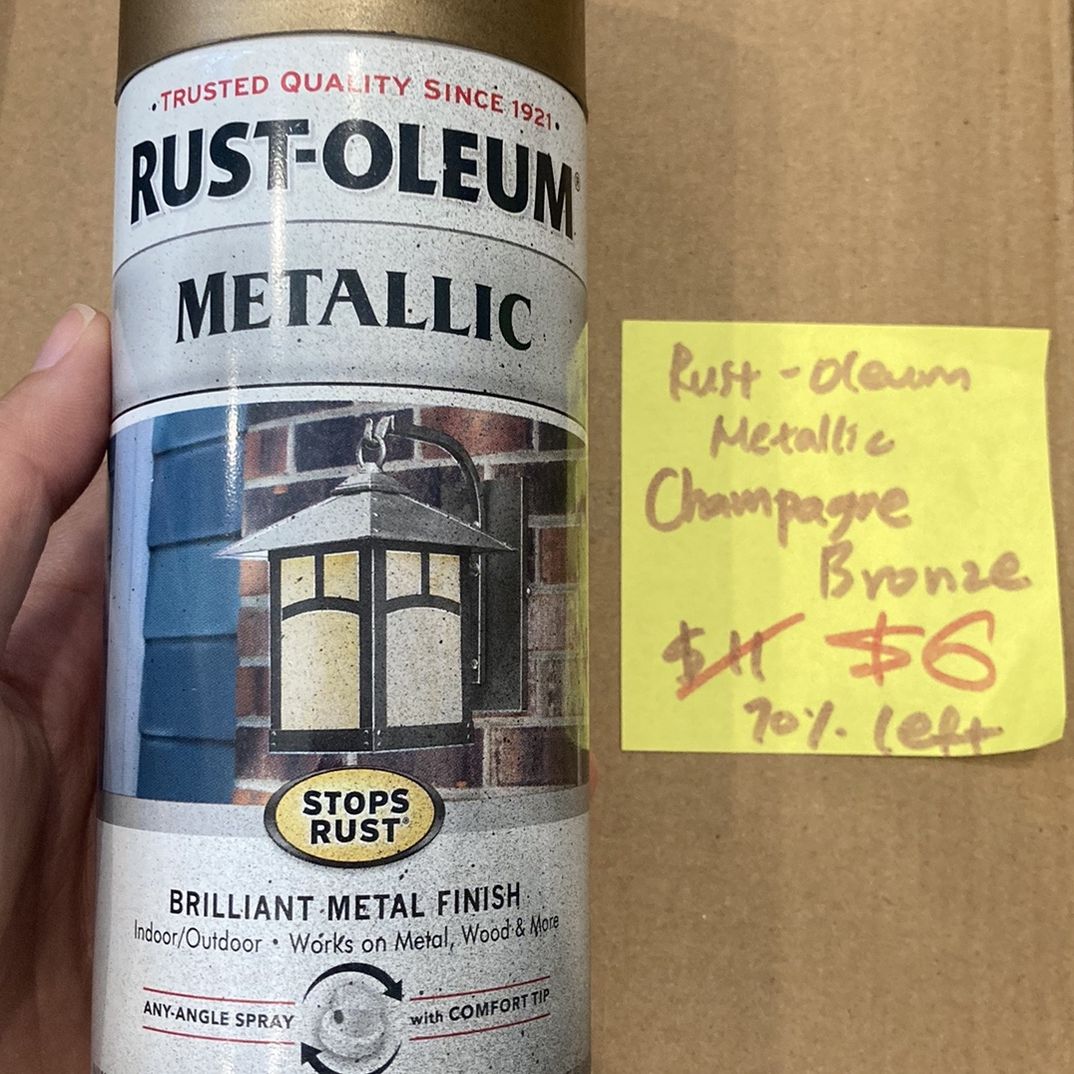 •TRUSTED QUALITY SINCE 1921•
RUST-OLEUM®
METALLIC
STOPS
RUST®
BRILLIANT METAL FINISH
Indoor/Outdoor • Works on Metal, Wood & More
ANY-ANGLE SPRAY with COMFORT TIP
Rust-Oleum
Metallic
Champagne
Bronze
$11 $6
70% left